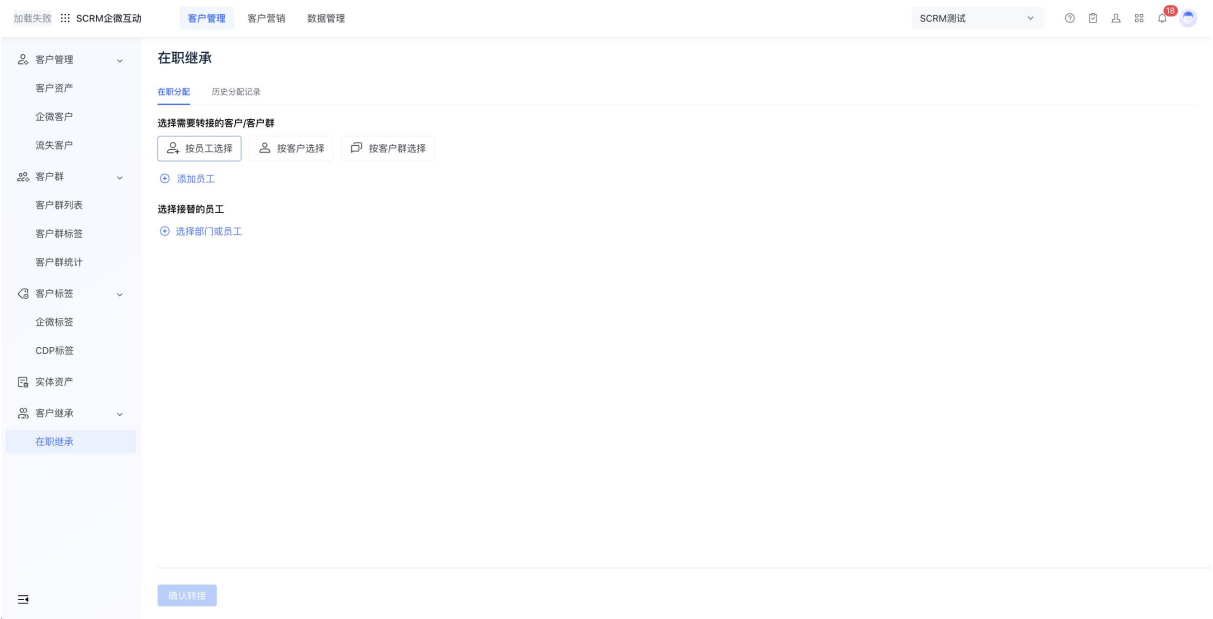 加载失败 SCRM企微互动 客户管理 客户营销 数据管理 SCRM测试 18
客户管理
客户资产
企微客户
流失客户
客户群
客户群列表
客户群标签
客户群统计
客户标签
企微标签
CDP标签
实体资产
客户继承
在职继承
在职继承
在职分配 历史分配记录
选择需要转接的客户/客户群
按员工选择 按客户选择 按客户群选择
添加员工
选择接替的员工
选择部门或员工
确认转接